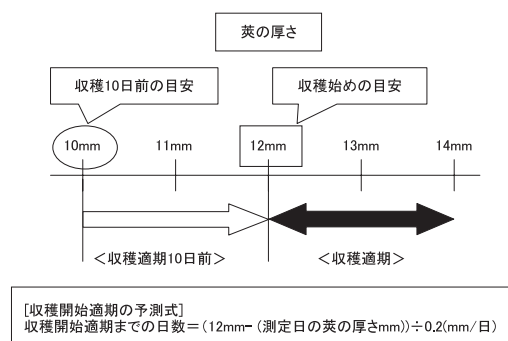 莢の厚さ
収穫10日前の目安
収穫始めの目安
10mm 11mm 12mm 13mm 14mm
＜収穫適期10日前＞ ＜収穫適期＞
[収穫開始適期の予測式]
収穫開始適期までの日数＝(12mm－(測定日の莢の厚さmm))÷0.2(mm/日)